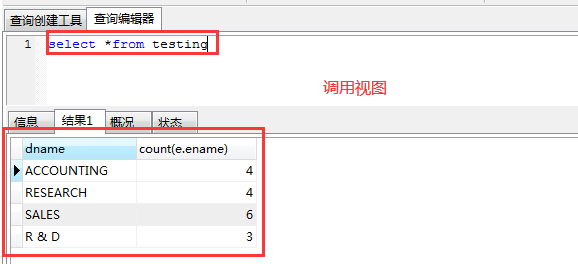 查询创建工具 查询编辑器
1 select *from testing
调用视图
信息 结果1 概况 状态
dname count(e.ename)
ACCOUNTING 4
RESEARCH 4
SALES 6
R & D 3